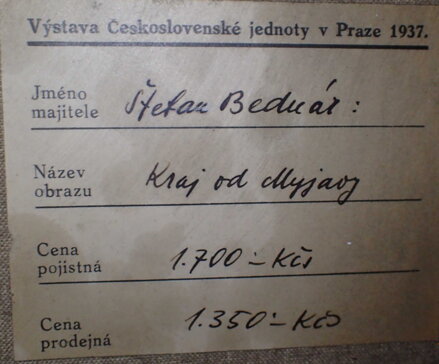 Výstava Československé jednoty v Praze 1937.
Jméno
majitele Štefan Bednár:
Název
obrazu Kraj od Myjavy
Cena
pojistná 1.700·– Kčs
Cena
prodejná 1.350·– Kčs